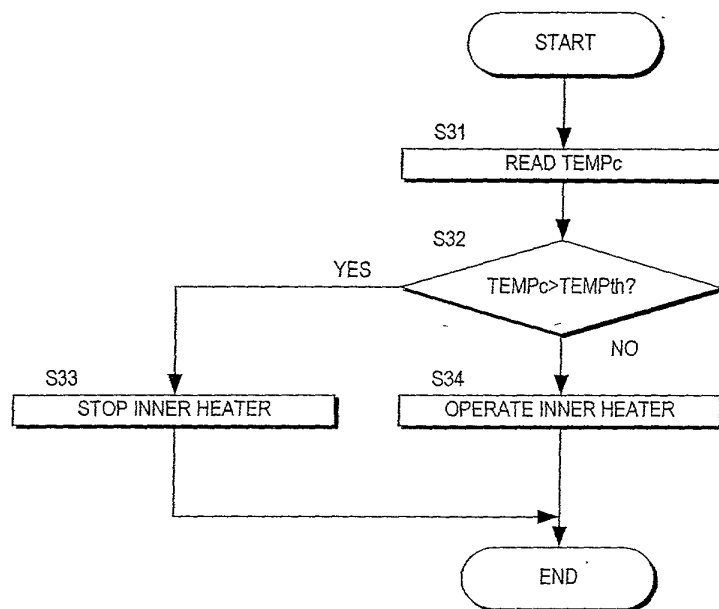 START
S31
READ TEMPc
S32
YES
TEMPc>TEMPth?
NO
S33
STOP INNER HEATER
S34
OPERATE INNER HEATER
END